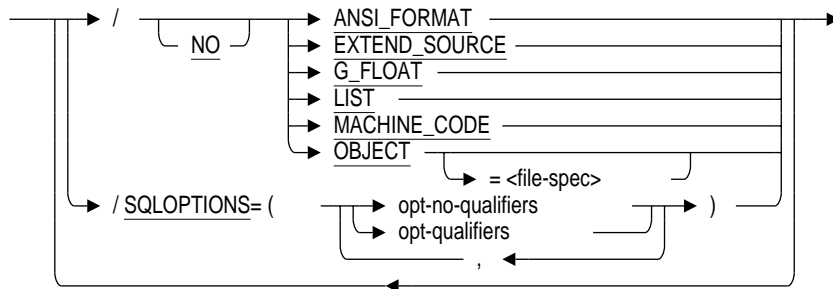 / NO ANSI_FORMAT
EXTEND_SOURCE
G_FLOAT
LIST
MACHINE_CODE
OBJECT
= <file-spec>
/ SQLOPTIONS= ( opt-no-qualifiers )
opt-qualifiers
,